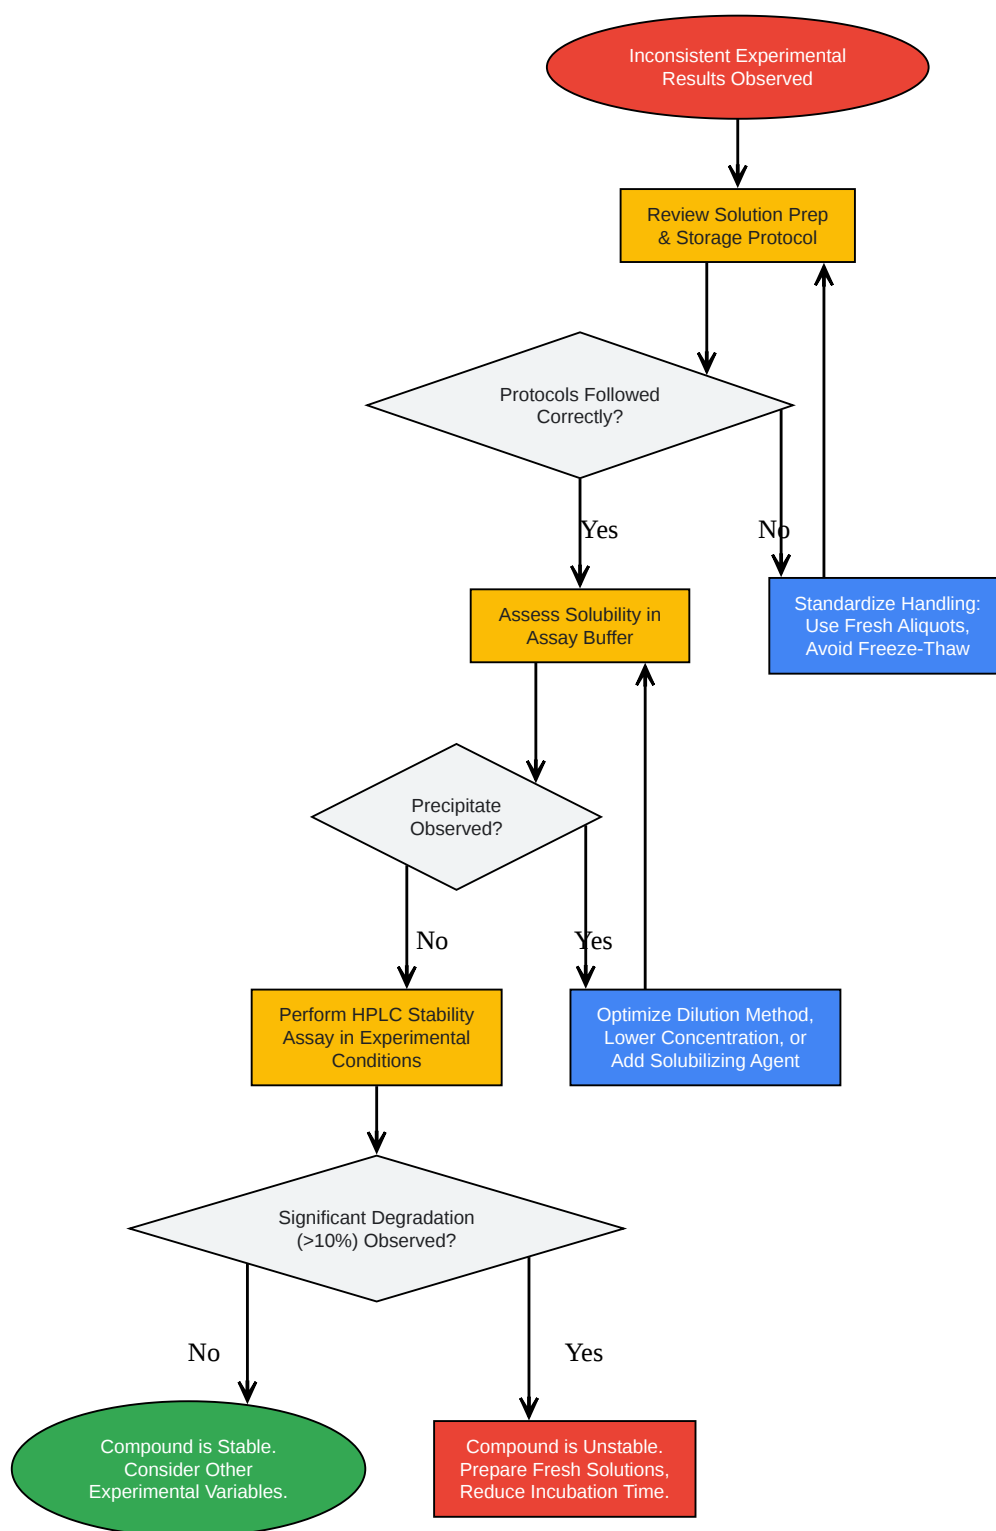 Inconsistent Experimental
Results Observed
Review Solution Prep
& Storage Protocol
Protocols Followed
Correctly?
Yes
No
Standardize Handling:
Use Fresh Aliquots,
Avoid Freeze-Thaw
Assess Solubility in
Assay Buffer
Precipitate
Observed?
No
Yes
Perform HPLC Stability
Assay in Experimental
Conditions
Optimize Dilution Method,
Lower Concentration, or
Add Solubilizing Agent
Significant Degradation
(>10%) Observed?
No
Yes
Compound is Stable.
Consider Other
Experimental Variables.
Compound is Unstable.
Prepare Fresh Solutions,
Reduce Incubation Time.